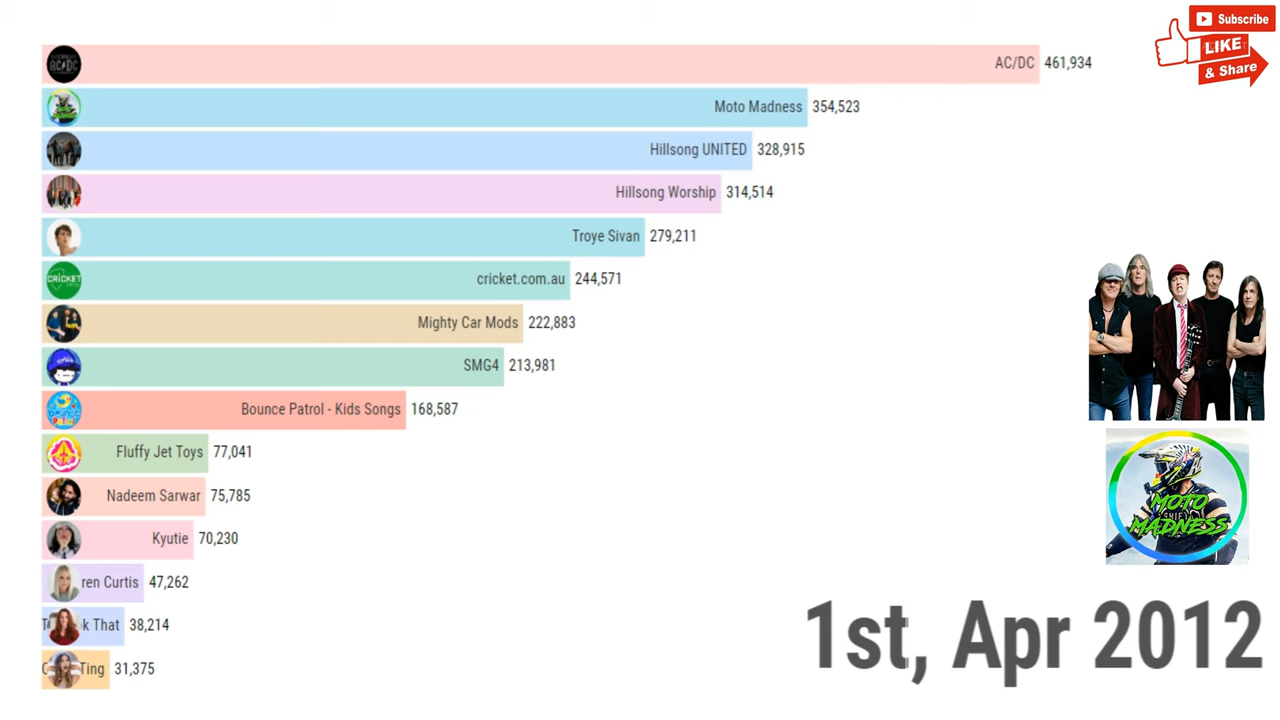 Subscribe
LIKE
& Share
AC/DC 461,934
Moto Madness 354,523
Hillsong UNITED 328,915
Hillsong Worship 314,514
Troye Sivan 279,211
CRICKET cricket.com.au 244,571
Mighty Car Mods 222,883
SMG4 213,981
bounce Patrol Bounce Patrol - Kids Songs 168,587
Fluffy Jet Toys 77,041
Nadeem Sarwar 75,785
Kyutie 70,230
ren Curtis 47,262
k That 38,214
Ting 31,375
MOTO
MADNESS
1st, Apr 2012